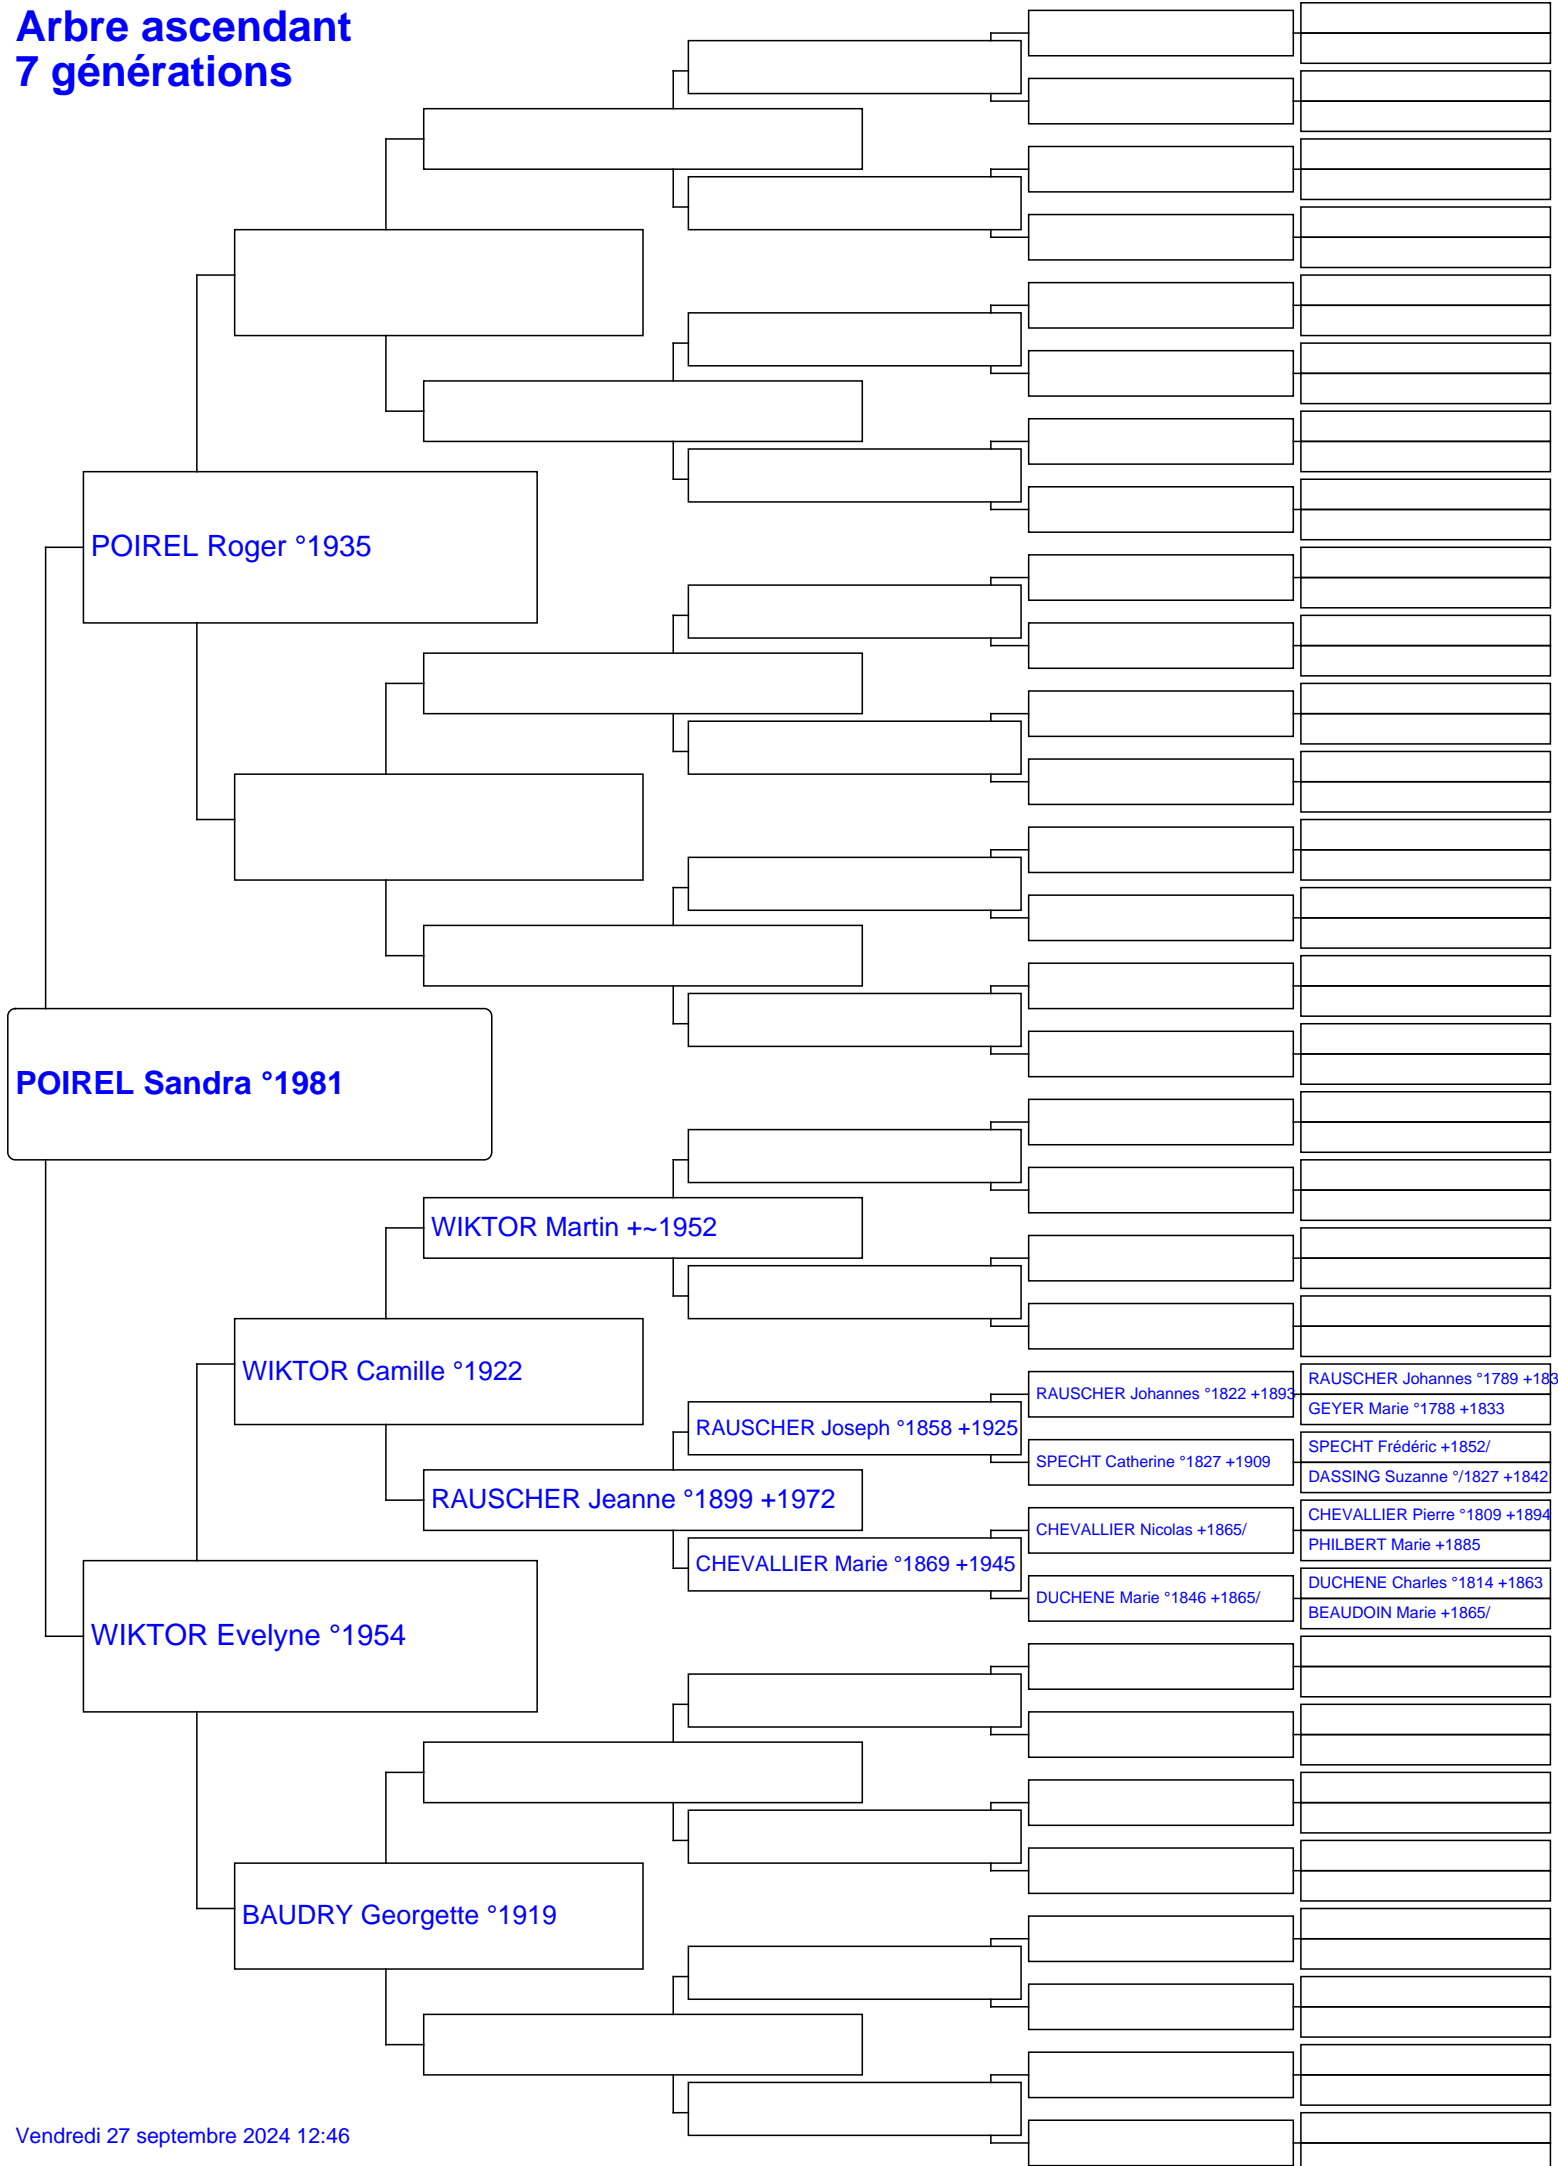 Arbre ascendant
7 générations
POIREL Roger °1935
POIREL Sandra °1981
WIKTOR Martin +~1952
WIKTOR Camille °1922
RAUSCHER Johannes °1822 +1893
RAUSCHER Johannes °1789 +183
GEYER Marie °1788 +1833
RAUSCHER Joseph °1858 +1925
SPECHT Catherine °1827 +1909
SPECHT Frédéric +1852/
DASSING Suzanne °/1827 +1842
RAUSCHER Jeanne °1899 +1972
CHEVALLIER Nicolas +1865/
CHEVALLIER Pierre °1809 +1894
PHILBERT Marie +1885
CHEVALLIER Marie °1869 +1945
DUCHENE Marie °1846 +1865/
DUCHENE Charles °1814 +1863
BEAUDOIN Marie +1865/
WIKTOR Evelyne °1954
BAUDRY Georgette °1919
Vendredi 27 septembre 2024 12:46